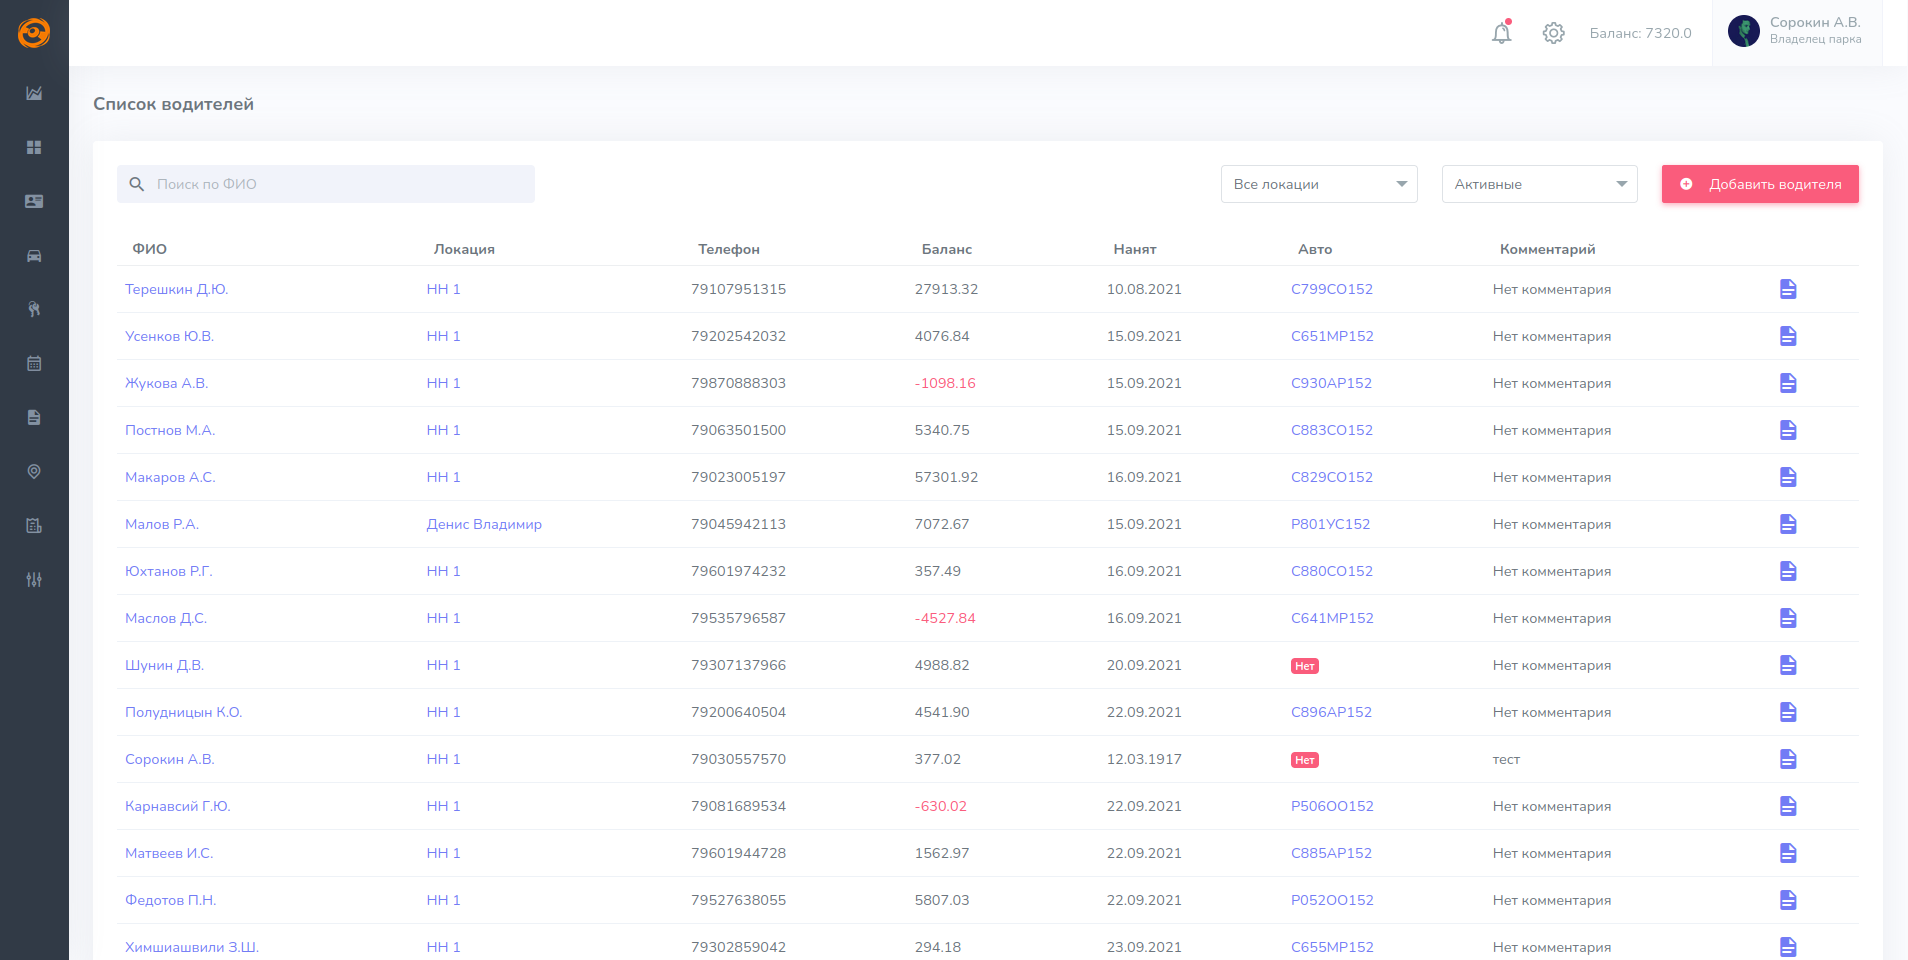 Баланс: 7320.0
Сорокин А.В.
Владелец парка
Список водителей
Поиск по ФИО
Все локации
Активные
Добавить водителя
ФИО Локация Телефон Баланс Нанят Авто Комментарий
Терешкин Д.Ю. НН 1 79107951315 27913.32 10.08.2021 С799СО152 Нет комментария
Усенков Ю.В. НН 1 79202542032 4076.84 15.09.2021 С651МР152 Нет комментария
Жукова А.В. НН 1 79870888303 -1098.16 15.09.2021 С930АР152 Нет комментария
Постнов М.А. НН 1 79063501500 5340.75 15.09.2021 С883СО152 Нет комментария
Макаров А.С. НН 1 79023005197 57301.92 16.09.2021 С829СО152 Нет комментария
Малов Р.А. Денис Владимир 79045942113 7072.67 15.09.2021 Р801УС152 Нет комментария
Юхтанов Р.Г. НН 1 79601974232 357.49 16.09.2021 С880СО152 Нет комментария
Маслов Д.С. НН 1 79535796587 -4527.84 16.09.2021 С641МР152 Нет комментария
Шунин Д.В. НН 1 79307137966 4988.82 20.09.2021 Нет Нет комментария
Полудницын К.О. НН 1 79200640504 4541.90 22.09.2021 С896АР152 Нет комментария
Сорокин А.В. НН 1 79030557570 377.02 12.03.1917 Нет тест
Карнавсий Г.Ю. НН 1 79081689534 -630.02 22.09.2021 Р506ОО152 Нет комментария
Матвеев И.С. НН 1 79601944728 1562.97 22.09.2021 С885АР152 Нет комментария
Федотов П.Н. НН 1 79527638055 5807.03 22.09.2021 Р052ОО152 Нет комментария
Химшиашвили З.Ш. НН 1 79302859042 294.18 23.09.2021 С655МР152 Нет комментария